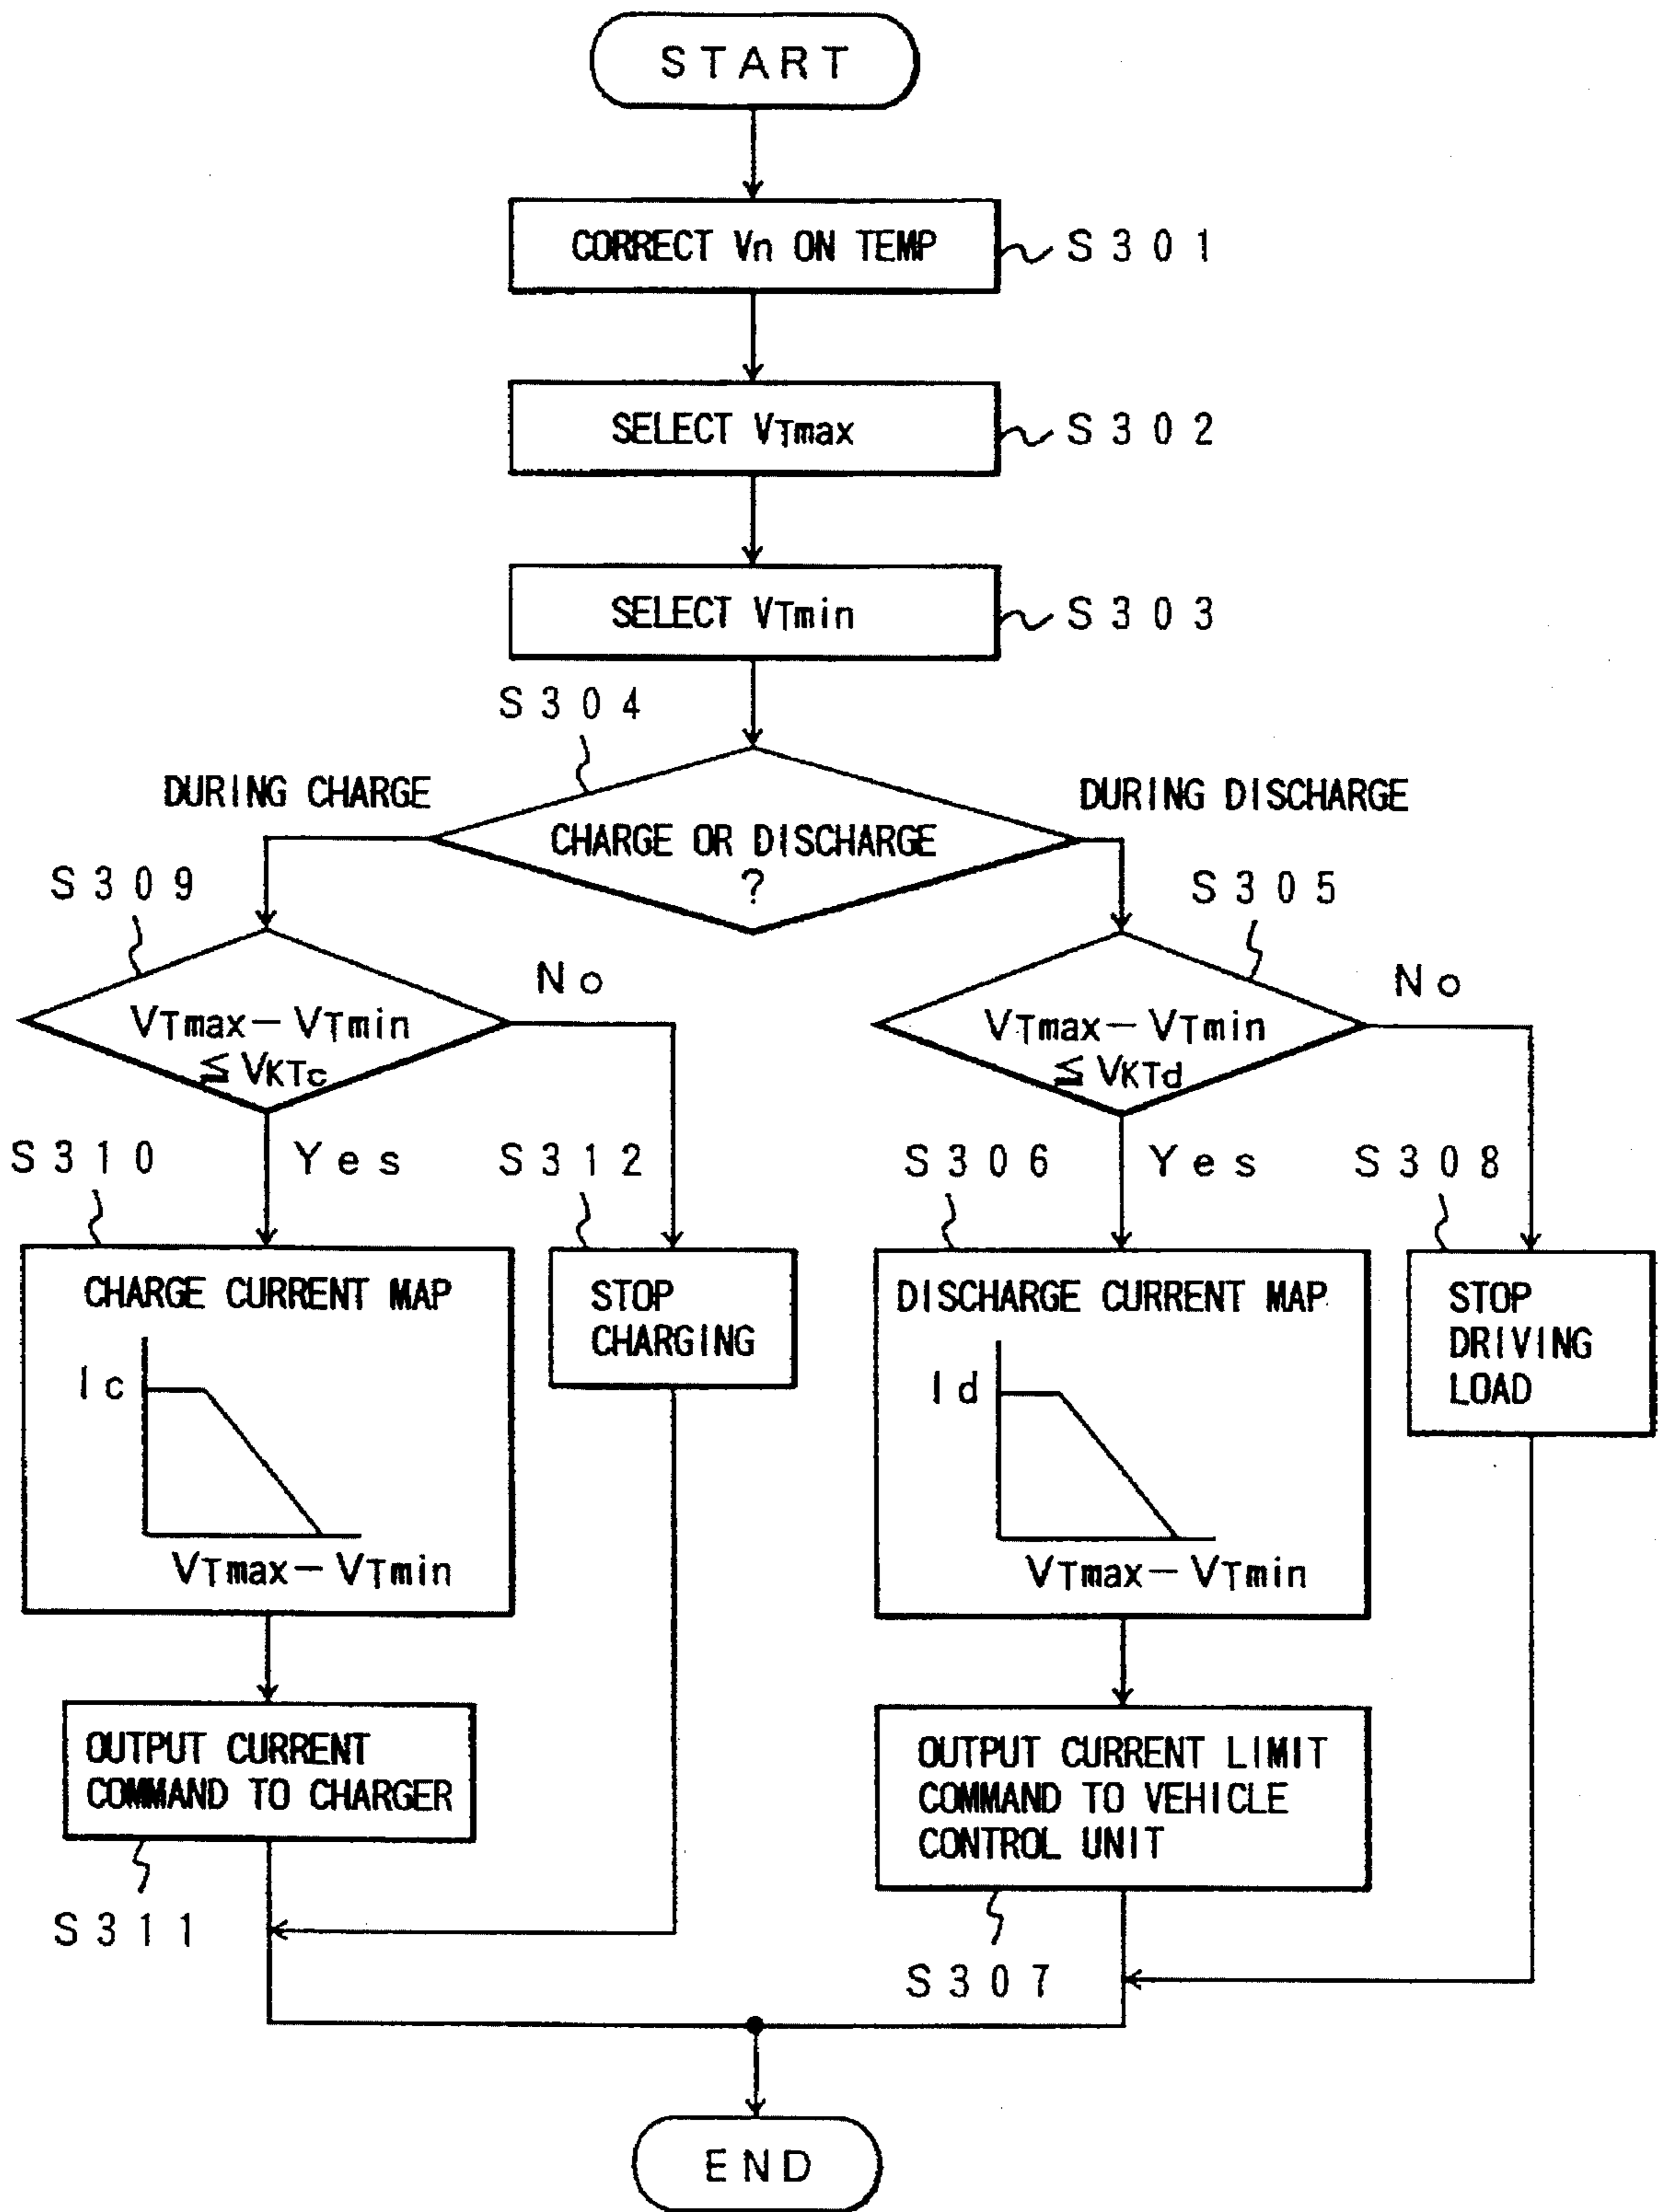 START
CORRECT Vn ON TEMP
S301
SELECT VTmax
S302
SELECT VTmin
S303
S304
DURING CHARGE
DURING DISCHARGE
CHARGE OR DISCHARGE
?
S309
S305
No
No
VTmax－VTmin
≦VKTc
VTmax－VTmin
≦VKTd
S310
Yes
S312
S306
Yes
S308
CHARGE CURRENT MAP
Ic
VTmax－VTmin
STOP
CHARGING
DISCHARGE CURRENT MAP
Id
VTmax－VTmin
STOP
DRIVING
LOAD
OUTPUT CURRENT
COMMAND TO CHARGER
S311
OUTPUT CURRENT LIMIT
COMMAND TO VEHICLE
CONTROL UNIT
S307
END